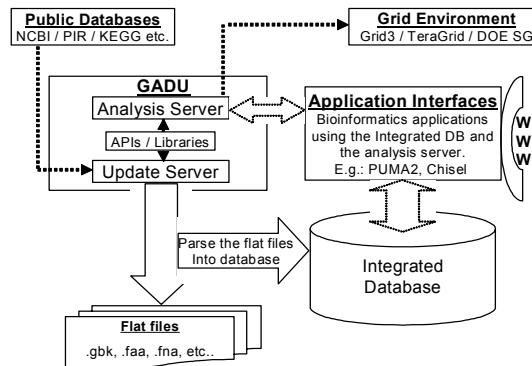 Public Databases
NCBI / PIR / KEGG etc.
Grid Environment
Grid3 / TeraGrid / DOE SG
GADU
Analysis Server
APIs / Libraries
Update Server
Application Interfaces
Bioinformatics applications
using the Integrated DB and
the analysis server.
E.g.: PUMA2, Chisel
W
W
W
Parse the flat files
Into database
Integrated
Database
Flat files
.gbk, .faa, .fna, etc..